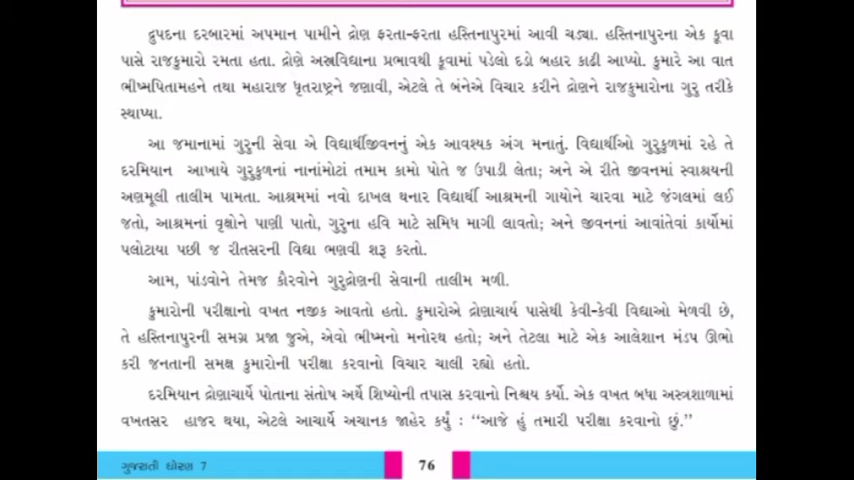 દ્રુપદના દરબારમાં અપમાન પામીને દ્રોણ ફરતા-ફરતા હસ્તિનાપુરમાં આવી ચડ્યા. હસ્તિનાપુરના એક કૂવા
પાસે રાજકુમારો રમતા હતા. દ્રોણે અસ્ત્રવિદ્યાના પ્રભાવથી કૂવામાં પડેલો દડો બહાર કાઢી આપ્યો. કુમારે આ વાત
ભીષ્મપિતામહને તથા મહારાજ ધૃતરાષ્ટ્રને જણાવી, એટલે તે બંનેએ વિચાર કરીને દ્રોણને રાજકુમારોના ગુરુ તરીકે
સ્થાપ્યા.
આ જમાનામાં ગુરુની સેવા એ વિદ્યાર્થીજીવનનું એક આવશ્યક અંગ મનાતું. વિદ્યાર્થીઓ ગુરુકુળમાં રહે તે
દરમિયાન આખાયે ગુરુકુળનાં નાનાંમોટાં તમામ કામો પોતે જ ઉપાડી લેતા; અને એ રીતે જીવનમાં સ્વાશ્રયની
અણમૂલી તાલીમ પામતા. આશ્રમમાં નવો દાખલ થનાર વિદ્યાર્થી આશ્રમની ગાયોને ચારવા માટે જંગલમાં લઈ
જતો, આશ્રમનાં વૃક્ષોને પાણી પાતો, ગુરુના હવિ માટે સમિધ માગી લાવતો; અને જીવનનાં આવાંતેવાં કાર્યોમાં
પલોટાયા પછી જ રીતસરની વિદ્યા ભણવી શરૂ કરતો.
આમ, પાંડવોને તેમજ કૌરવોને ગુરુદ્રોણની સેવાની તાલીમ મળી.
કુમારોની પરીક્ષાનો વખત નજીક આવતો હતો. કુમારોએ દ્રોણાચાર્ય પાસેથી કેવી-કેવી વિદ્યાઓ મેળવી છે,
તે હસ્તિનાપુરની સમગ્ર પ્રજા જુએ, એવો ભીષ્મનો મનોરથ હતો; અને તેટલા માટે એક આલેશાન મંડપ ઊભો
કરી જનતાની સમક્ષ કુમારોની પરીક્ષા કરવાનો વિચાર ચાલી રહ્યો હતો.
દરમિયાન દ્રોણાચાર્યે પોતાના સંતોષ અર્થે શિષ્યોની તપાસ કરવાનો નિશ્ચય કર્યો. એક વખત બધા અસ્ત્રશાળામાં
વખતસર હાજર થયા, એટલે આચાર્યે અચાનક જાહેર કર્યું : ‘‘આજે હું તમારી પરીક્ષા કરવાનો છું.’’
ગુજરાતી ધોરણ 7
76